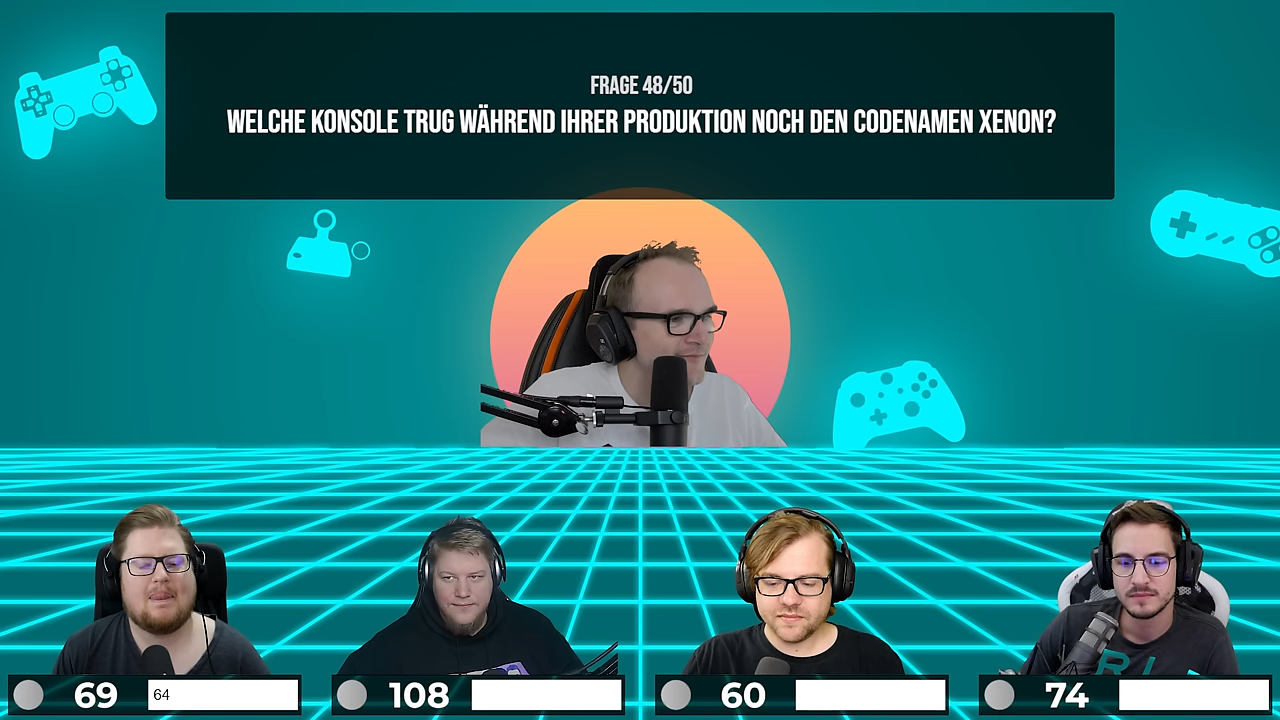 FRAGE 48/50
WELCHE KONSOLE TRUG WÄHREND IHRER PRODUKTION NOCH DEN CODENAMEN XENON?
69 64 108 60 74